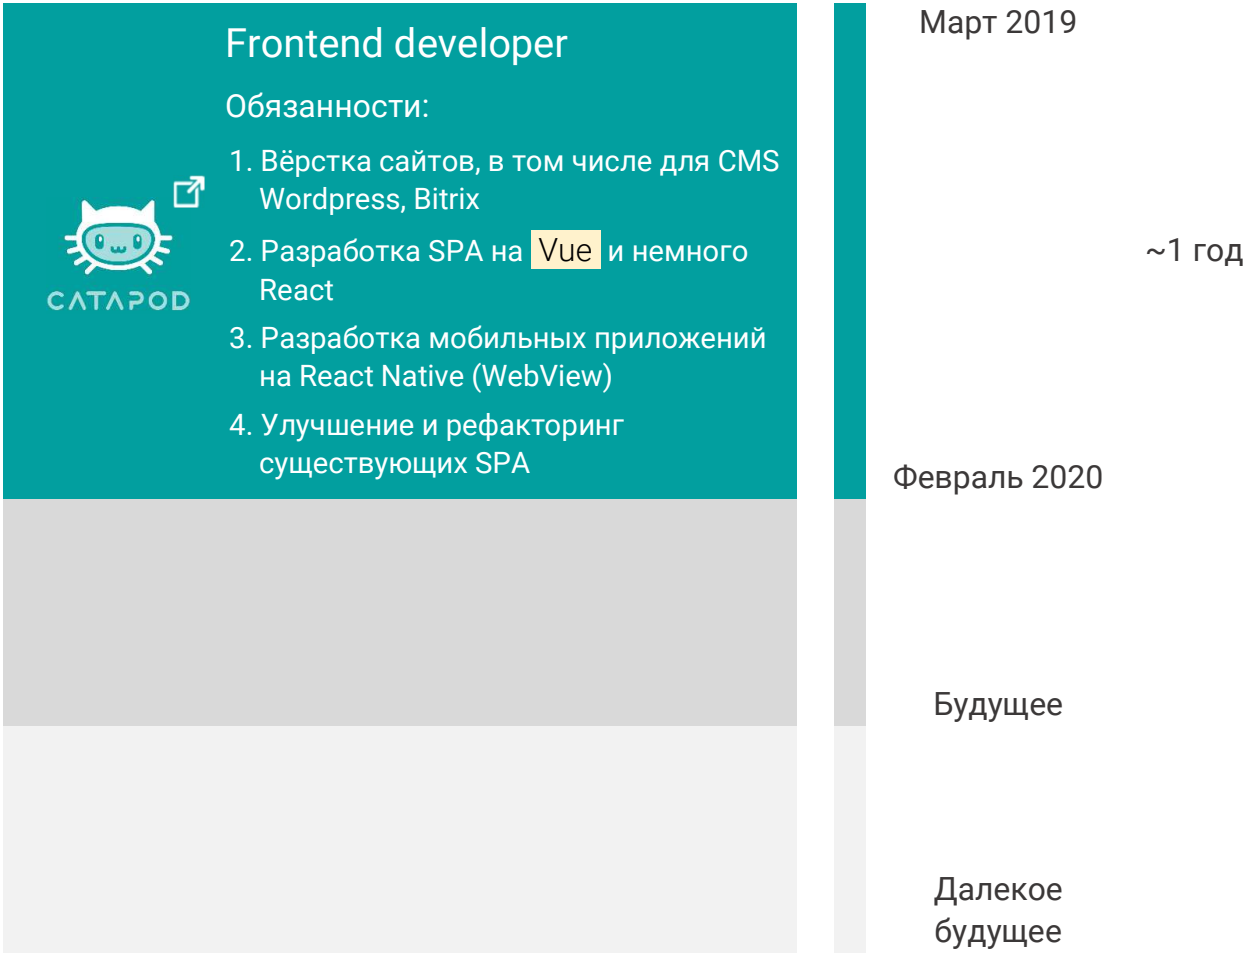 Frontend developer
Обязанности:
1. Вёрстка сайтов, в том числе для CMS
Wordpress, Bitrix
2. Разработка SPA на Vue и немного
React
3. Разработка мобильных приложений
на React Native (WebView)
4. Улучшение и рефакторинг
существующих SPA
CATAPOD
Март 2019
~1 год
Февраль 2020
Будущее
Далекое
будущее